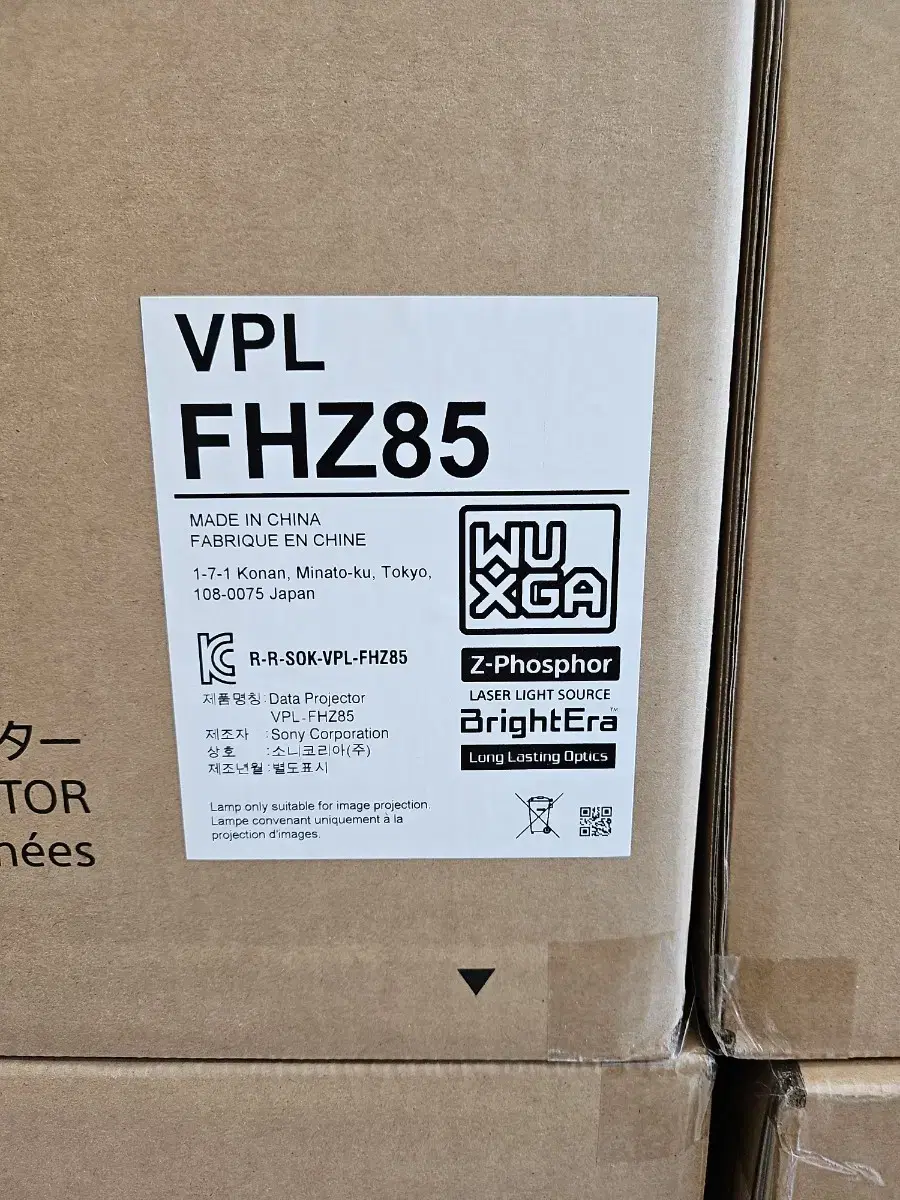 VPL
FHZ85
MADE IN CHINA
FABRIQUE EN CHINE
1-7-1 Konan, Minato-ku, Tokyo,
108-0075 Japan
WU
XGA
R-R-SOK-VPL-FHZ85
제품명칭 : Data Projector
VPL-FHZ85
제조자 : Sony Corporation
상호 : 소니코리아(주)
제조년월 : 별도표시
Z-Phosphor
LASER LIGHT SOURCE
BrightEra™
Long Lasting Optics
Lamp only suitable for image projection.
Lampe convenant uniquement à la
projection d'images.
ター
TOR
nées